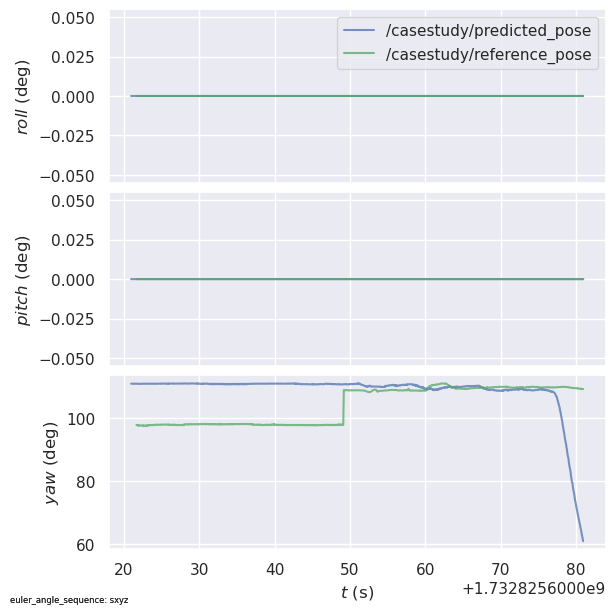 /casestudy/predicted_pose
/casestudy/reference_pose
0.050
0.025
0.000
−0.025
−0.050
roll (deg)
0.050
0.025
0.000
−0.025
−0.050
pitch (deg)
100
80
60
yaw (deg)
20 30 40 50 60 70 80
t (s)
+1.7328256000e9
euler_angle_sequence: sxyz